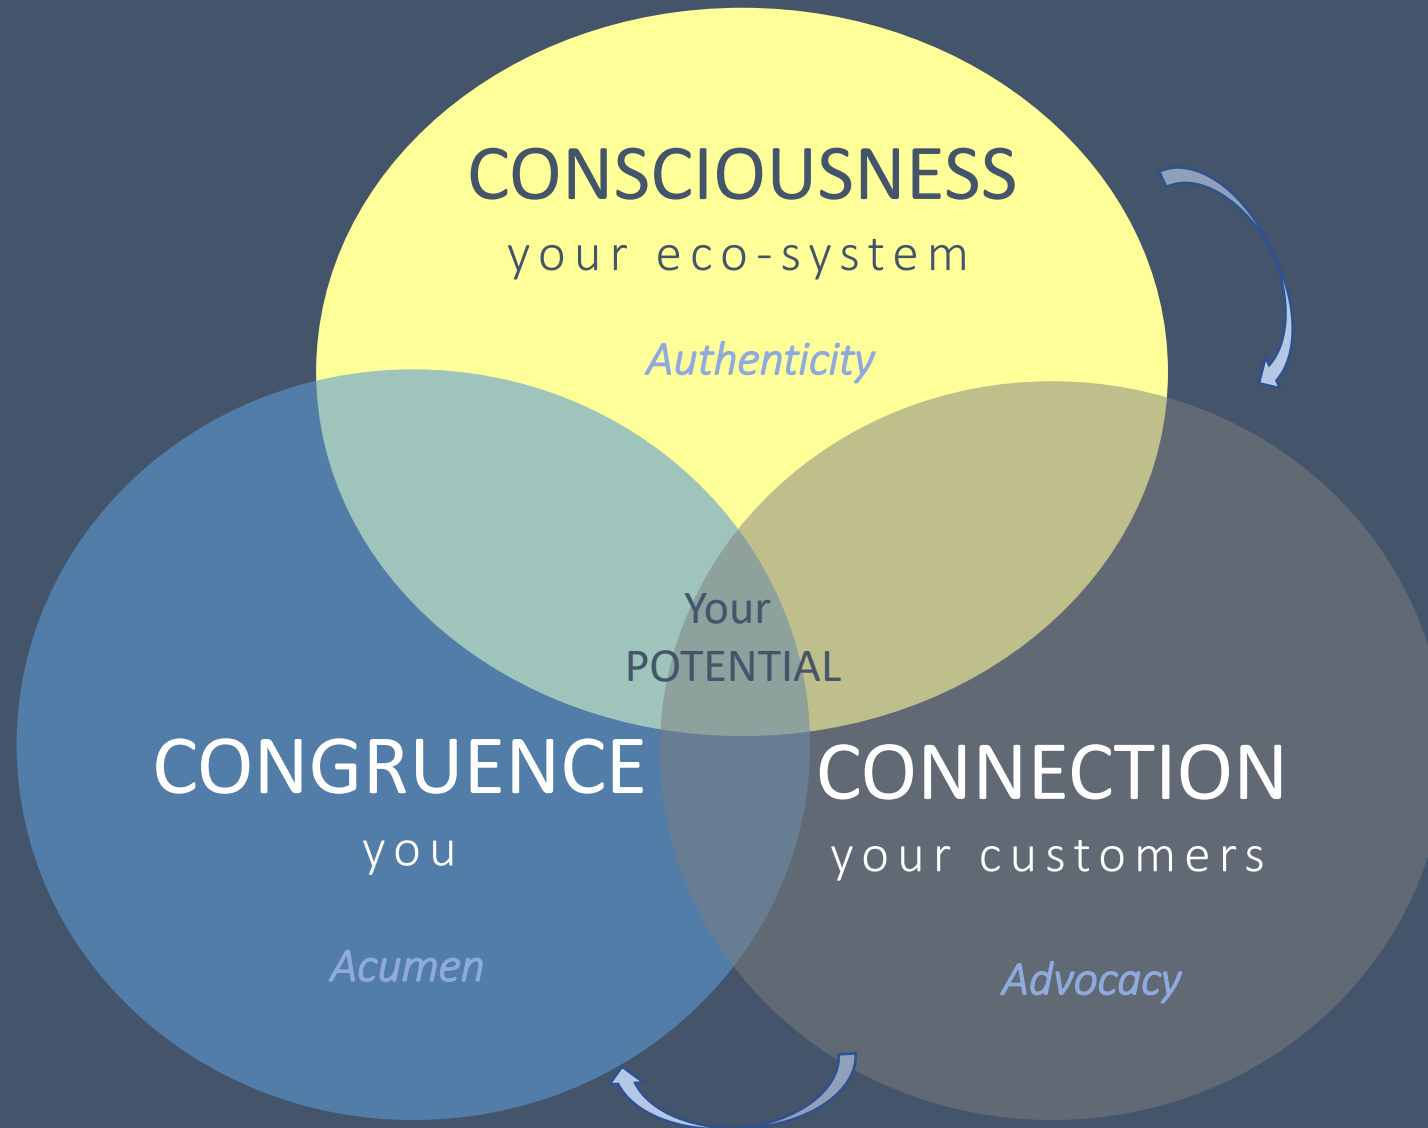 CONSCIOUSNESS
your eco-system
Authenticity
Your
POTENTIAL
CONGRUENCE
you
Acumen
CONNECTION
your customers
Advocacy